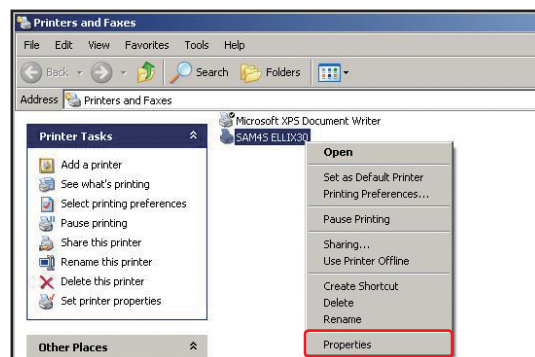 Printers and Faxes
File Edit View Favorites Tools Help
Back Search Folders
Address Printers and Faxes
Printer Tasks
Add a printer
See what's printing
Select printing preferences
Pause printing
Share this printer
Rename this printer
Delete this printer
Set printer properties
Other Places
Microsoft XPS Document Writer
SAM4S ELLIX30
Open
Set as Default Printer
Printing Preferences...
Pause Printing
Sharing...
Use Printer Offline
Create Shortcut
Delete
Rename
Properties